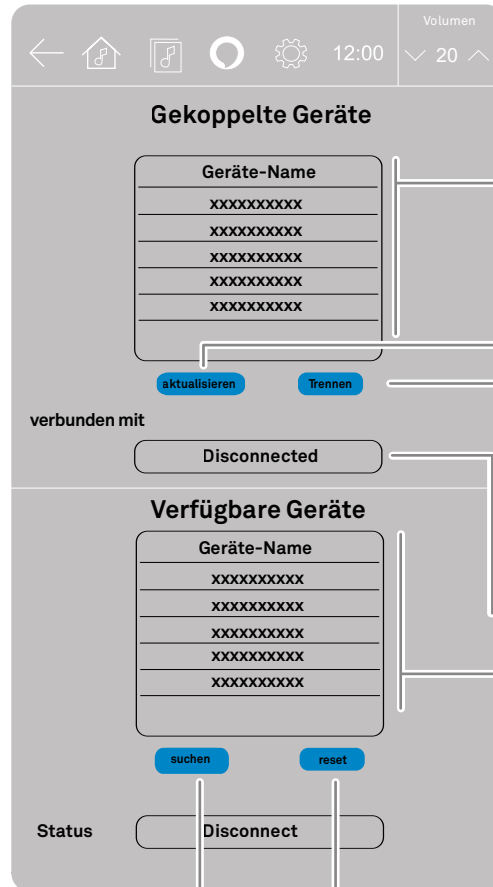 Volumen
12:00
20
Gekoppelte Geräte
Geräte-Name
xxxxxxxxxx
xxxxxxxxxx
xxxxxxxxxx
xxxxxxxxxx
xxxxxxxxxx
aktualisieren Trennen
verbunden mit
Disconnected
Verfügbare Geräte
Geräte-Name
xxxxxxxxxx
xxxxxxxxxx
xxxxxxxxxx
xxxxxxxxxx
xxxxxxxxxx
suchen reset
Status Disconnect